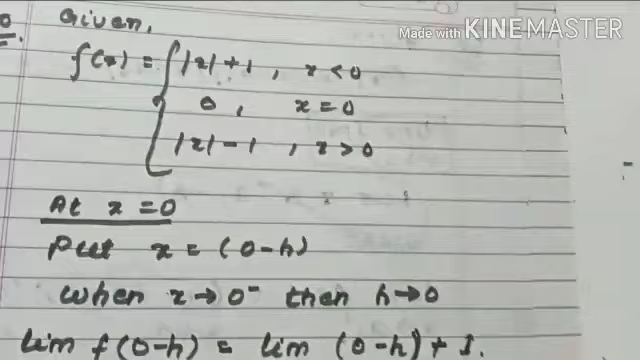 Made with KINEMASTER
Given,
f(x) = { |x| + 1 , x < 0
0 , x = 0
|x| - 1 , x > 0
At x = 0
Put x = (0-h)
When x → 0⁻ then h → 0
lim f(0-h) = lim (0-h) + 1.